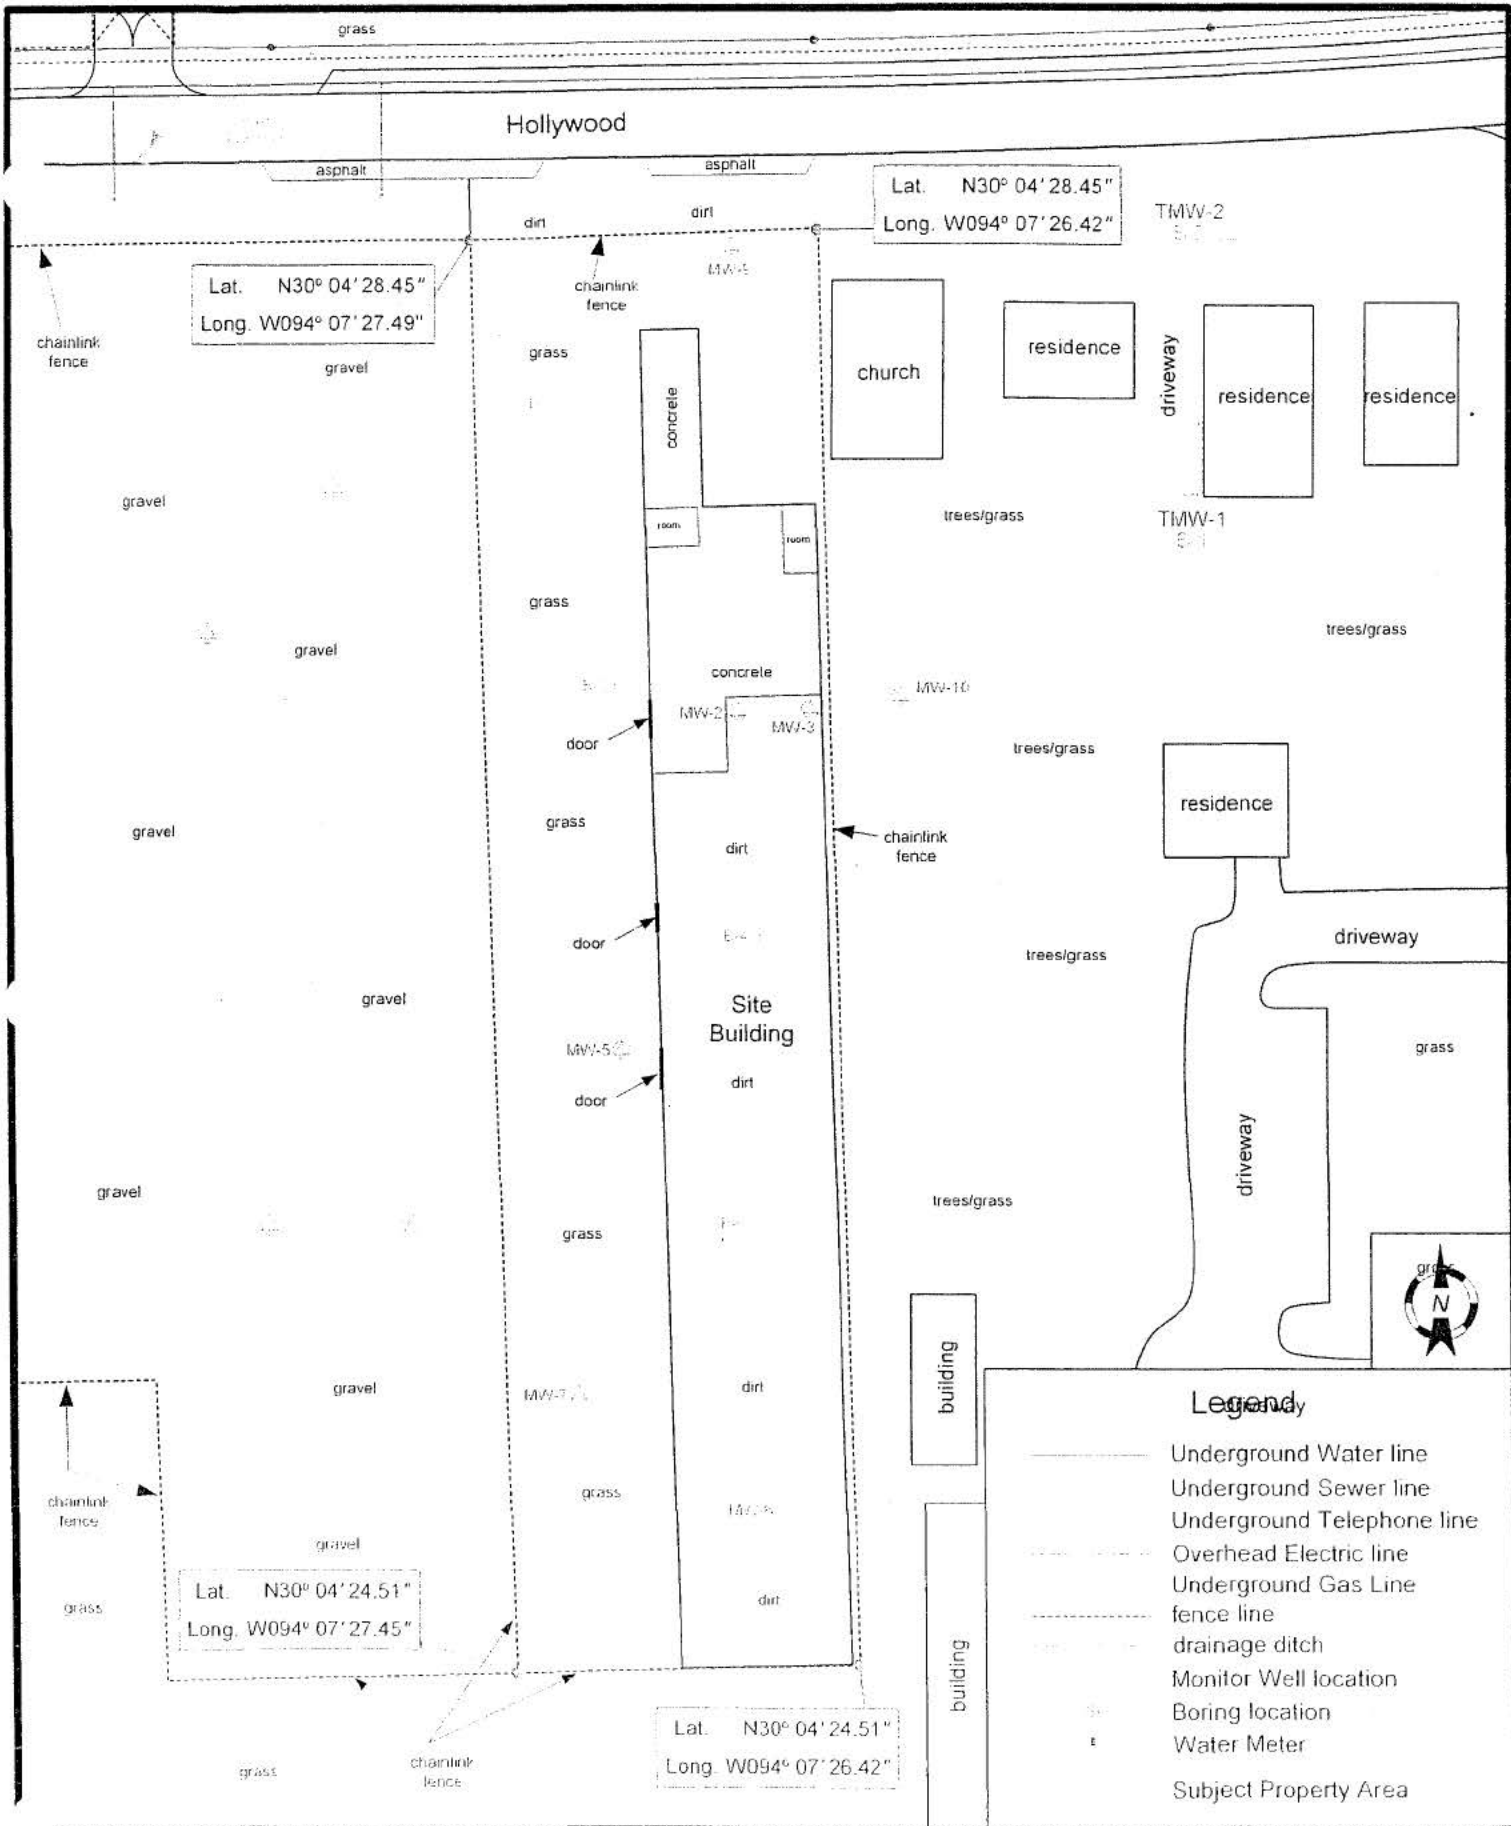 grass
Hollywood
asphalt
asphalt
dirt
dirt
Lat. N30° 04' 28.45"
Long. W094° 07' 26.42"
TMW-2
Lat. N30° 04' 28.45"
Long. W094° 07' 27.49"
chainlink
fence
chainlink
fence
gravel
grass
concrete
church
residence
driveway
residence
residence
gravel
room
room
trees/grass
TMW-1
grass
gravel
trees/grass
concrete
MW-10
MW-2
MW-3
door
trees/grass
residence
gravel
grass
dirt
chainlink
fence
door
driveway
trees/grass
gravel
Site
Building
MW-5
grass
dirt
door
driveway
gravel
grass
trees/grass
N
building
gravel
MW-7
dirt
Legend
driveway
Underground Water line
Underground Sewer line
Underground Telephone line
Overhead Electric line
Underground Gas Line
fence line
drainage ditch
Monitor Well location
Boring location
Water Meter
Subject Property Area
chainlink
fence
grass
gravel
Lat. N30° 04' 24.51"
Long. W094° 07' 27.45"
grass
dirt
building
Lat. N30° 04' 24.51"
Long. W094° 07' 26.42"
chainlink
fence
grass